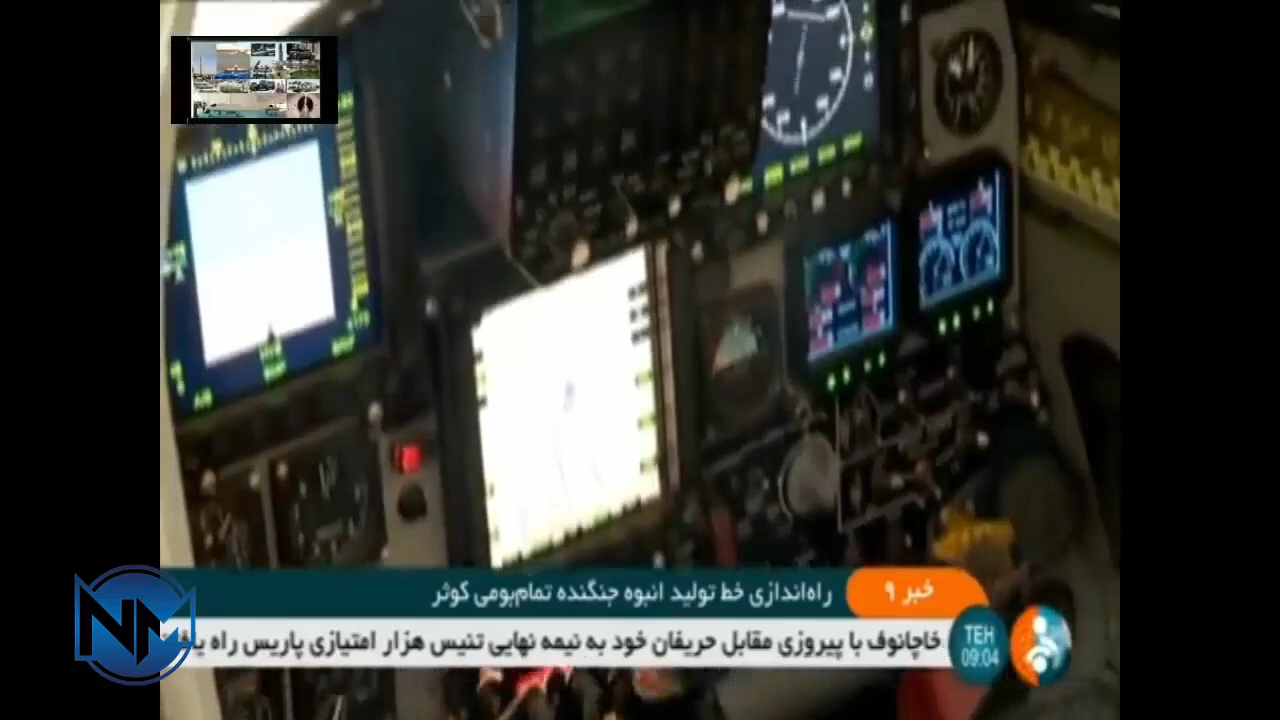 خبر ۹
راه‌اندازی خط تولید انبوه جنگنده تمام‌بومی کوثر
خاچانوف با پیروزی مقابل حریفان خود به نیمه نهایی تنیس هزار امتیازی پاریس راه
TEH
09:04
NM